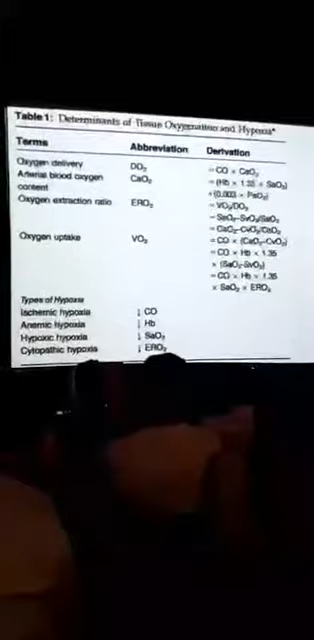 Table 1: Determinants of Tissue Oxygenation and Hypoxia*
Terms Abbreviation Derivation
Oxygen delivery DO₂ = CO × CaO₂
Arterial blood oxygen content CaO₂ = (Hb × 1.35 × SaO₂)
+ (0.003 × PaO₂)
Oxygen extraction ratio ERO₂ = VO₂/DO₂
= SaO₂-SvO₂/SaO₂
= CaO₂-CvO₂/CaO₂
Oxygen uptake VO₂ = CO × (CaO₂-CvO₂)
= CO × Hb × 1.35
× (SaO₂-SvO₂)
= CO × Hb × 1.35
× SaO₂ × ERO₂
Types of Hypoxia
Ischemic hypoxia ↓ CO
Anemic hypoxia ↓ Hb
Hypoxic hypoxia ↓ SaO₂
Cytopathic hypoxia ↓ ERO₂